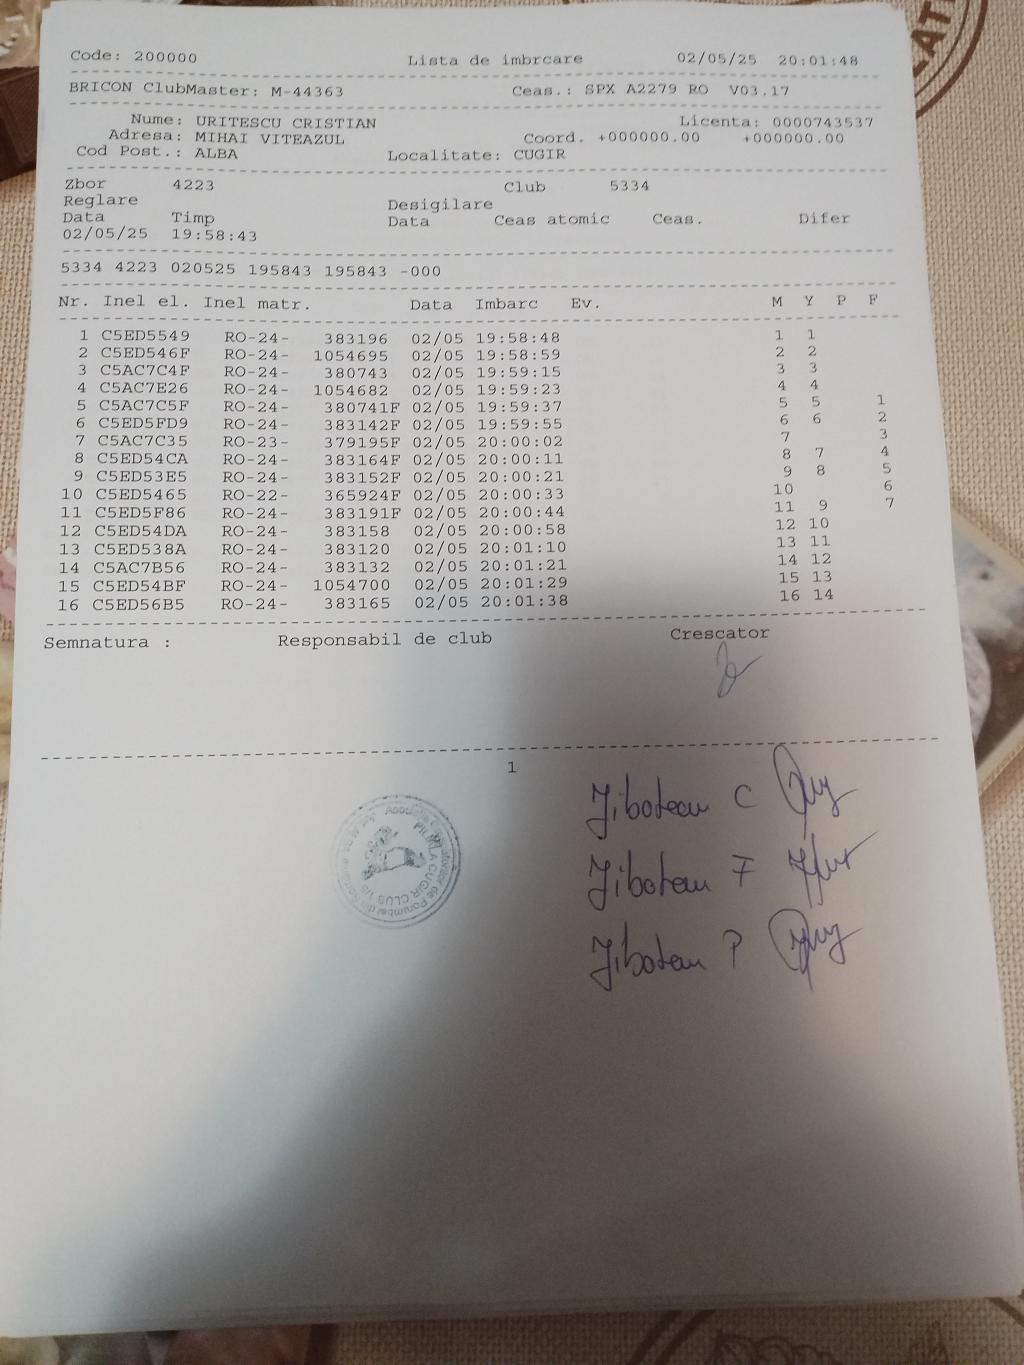 Code: 200000 Lista de imbrcare 02/05/25 20:01:48
BRICON ClubMaster: M-44363 Ceas.: SPX A2279 RO V03.17
Nume: URITESCU CRISTIAN Licenta: 0000743537
Adresa: MIHAI VITEAZUL Coord. +000000.00 +000000.00
Cod Post.: ALBA Localitate: CUGIR
Zbor 4223 Club 5334
Reglare Desigilare
Data Timp Data Ceas atomic Ceas. Difer
02/05/25 19:58:43
5334 4223 020525 195843 195843 -000
Nr. Inel el. Inel matr. Data Imbarc Ev. M Y P F
1 C5ED5549 RO-24- 383196 02/05 19:58:48 1 1
2 C5ED546F RO-24- 1054695 02/05 19:58:59 2 2
3 C5AC7C4F RO-24- 380743 02/05 19:59:15 3 3
4 C5AC7E26 RO-24- 1054682 02/05 19:59:23 4 4
5 C5AC7C5F RO-24- 380741F 02/05 19:59:37 5 5 1
6 C5ED5FD9 RO-24- 383142F 02/05 19:59:55 6 6 2
7 C5AC7C35 RO-23- 379195F 02/05 20:00:02 7 3
8 C5ED54CA RO-24- 383164F 02/05 20:00:11 8 7 4
9 C5ED53E5 RO-24- 383152F 02/05 20:00:21 9 8 5
10 C5ED5465 RO-22- 365924F 02/05 20:00:33 10 6
11 C5ED5F86 RO-24- 383191F 02/05 20:00:44 11 9 7
12 C5ED54DA RO-24- 383158 02/05 20:00:58 12 10
13 C5ED538A RO-24- 383120 02/05 20:01:10 13 11
14 C5AC7B56 RO-24- 383132 02/05 20:01:21 14 12
15 C5ED54BF RO-24- 1054700 02/05 20:01:29 15 13
16 C5ED56B5 RO-24- 383165 02/05 20:01:38 16 14
Semnatura : Responsabil de club Crescator
1
Jiboteau C
Jiboteau F
Jiboteau P
CUGIR CLUB